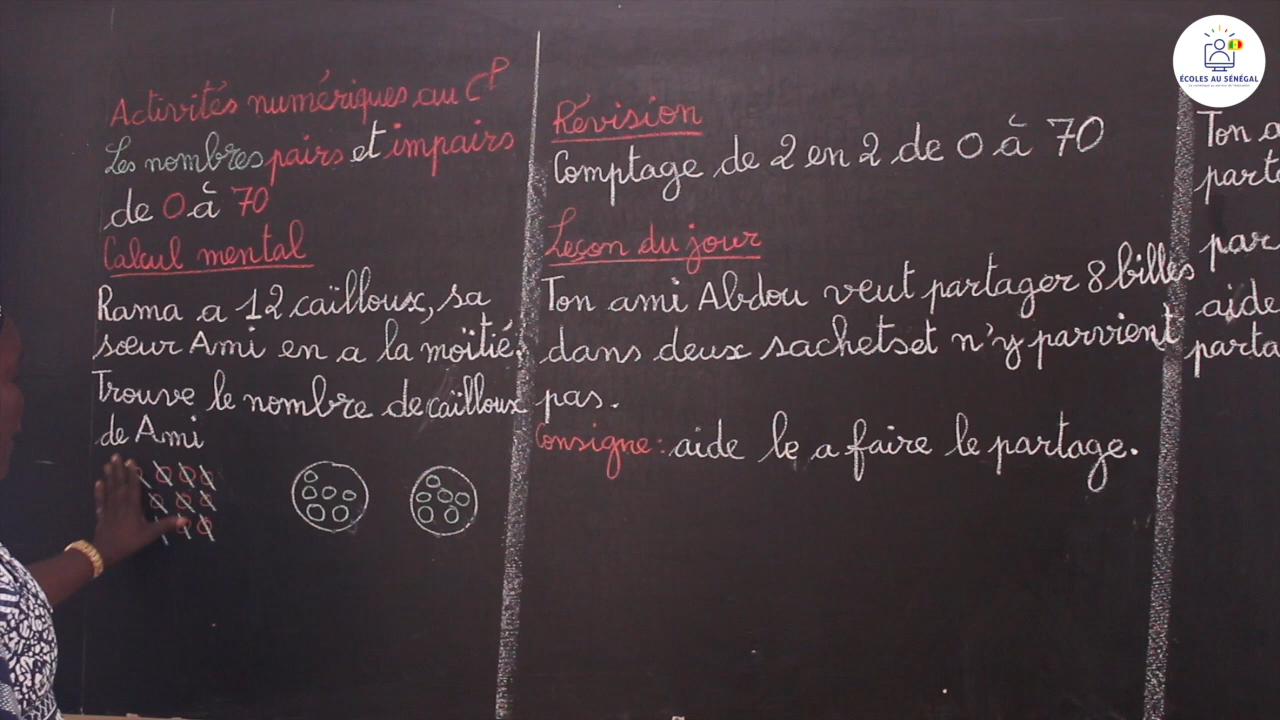 Activités numériques au CP
Les nombres pairs et impairs
de 0 à 70
Calcul mental
Rama a 12 caïlloux, sa
sœur Ami en a la moïtié.
Trouve le nombre de caïlloux
de Ami
Révision
Comptage de 2 en 2 de 0 à 70
Leçon du jour
Ton ami Abdou veut partager 8 billes
dans deux sachets et n'y parvient
pas.
Consigne: aide le a faire le partage.
Ton a
parta
par
aide
parta
ÉCOLES AU SÉNÉGAL